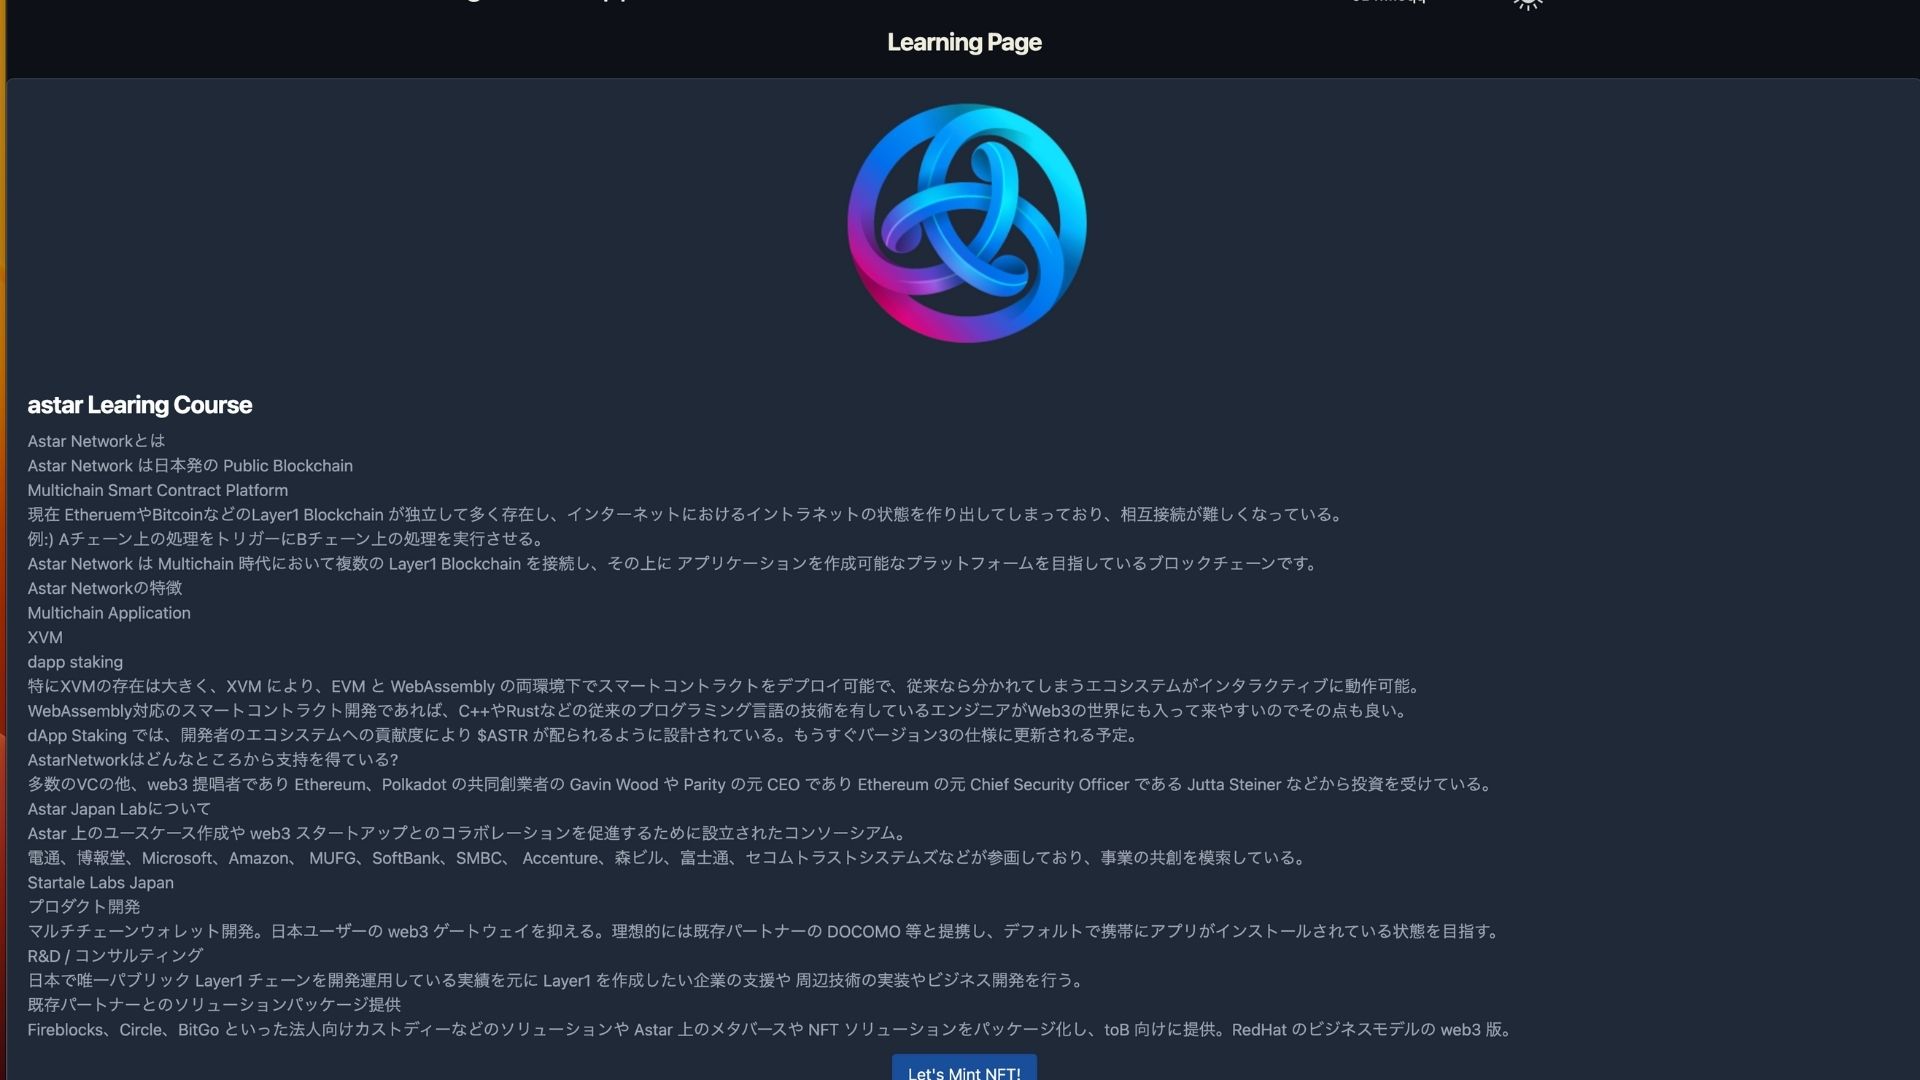 Learning Page
astar Learing Course
Astar Networkとは
Astar Network は日本発の Public Blockchain
Multichain Smart Contract Platform
現在 EtheruemやBitcoinなどのLayer1 Blockchain が独立して多く存在し、インターネットにおけるイントラネットの状態を作り出してしまっており、相互接続が難しくなっている。
例:) Aチェーン上の処理をトリガーにBチェーン上の処理を実行させる。
Astar Network は Multichain 時代において複数の Layer1 Blockchain を接続し、その上に アプリケーションを作成可能なプラットフォームを目指しているブロックチェーンです。
Astar Networkの特徴
Multichain Application
XVM
dapp staking
特にXVMの存在は大きく、XVM により、EVM と WebAssembly の両環境下でスマートコントラクトをデプロイ可能で、従来なら分かれてしまうエコシステムがインタラクティブに動作可能。
WebAssembly対応のスマートコントラクト開発であれば、C++やRustなどの従来のプログラミング言語の技術を有しているエンジニアがWeb3の世界にも入って来やすいのでその点も良い。
dApp Staking では、開発者のエコシステムへの貢献度により $ASTR が配られるように設計されている。もうすぐバージョン3の仕様に更新される予定。
AstarNetworkはどんなところから支持を得ている?
多数のVCの他、web3 提唱者であり Ethereum、Polkadot の共同創業者の Gavin Wood や Parity の元 CEO であり Ethereum の元 Chief Security Officer である Jutta Steiner などから投資を受けている。
Astar Japan Labについて
Astar 上のユースケース作成や web3 スタートアップとのコラボレーションを促進するために設立されたコンソーシアム。
電通、博報堂、Microsoft、Amazon、 MUFG、SoftBank、SMBC、 Accenture、森ビル、富士通、セコムトラストシステムズなどが参画しており、事業の共創を模索している。
Startale Labs Japan
プロダクト開発
マルチチェーンウォレット開発。日本ユーザーの web3 ゲートウェイを抑える。理想的には既存パートナーの DOCOMO 等と提携し、デフォルトで携帯にアプリがインストールされている状態を目指す。
R&D / コンサルティング
日本で唯一パブリック Layer1 チェーンを開発運用している実績を元に Layer1 を作成したい企業の支援や 周辺技術の実装やビジネス開発を行う。
既存パートナーとのソリューションパッケージ提供
Fireblocks、Circle、BitGo といった法人向けカストディーなどのソリューションや Astar 上のメタバースや NFT ソリューションをパッケージ化し、toB 向けに提供。RedHat のビジネスモデルの web3 版。
Let's Mint NFT!